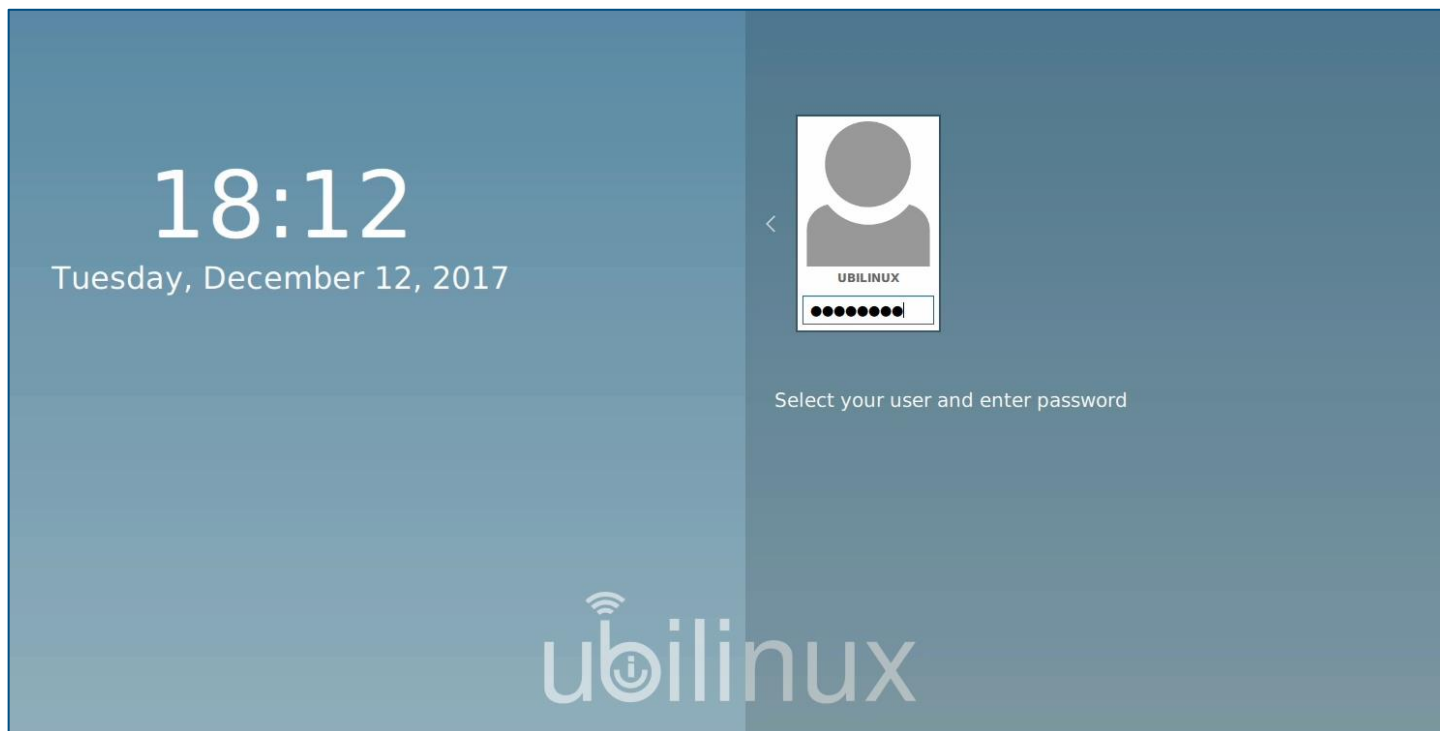 18:12
Tuesday, December 12, 2017
UBILINUX
Select your user and enter password
ubilinux